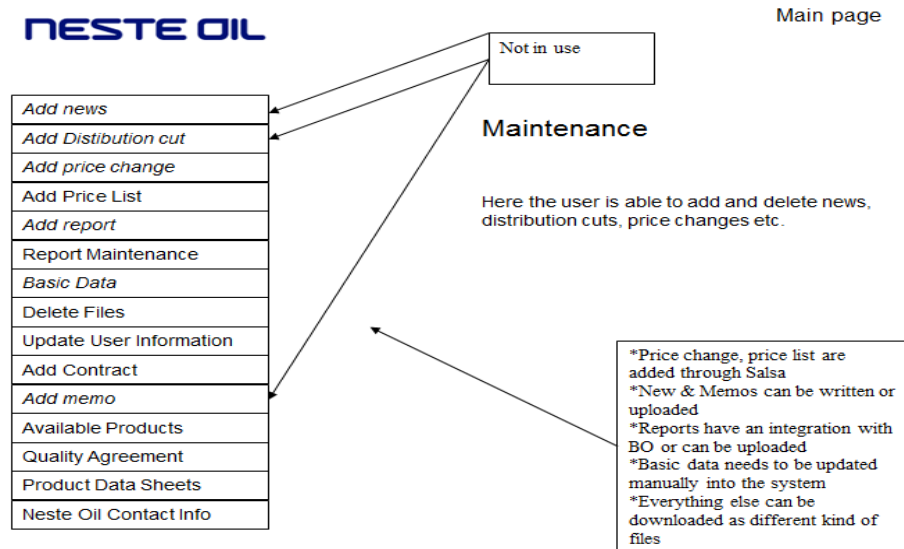 NESTE OIL
Main page
Not in use
Add news
Add Distibution cut
Add price change
Add Price List
Add report
Report Maintenance
Basic Data
Delete Files
Update User Information
Add Contract
Add memo
Available Products
Quality Agreement
Product Data Sheets
Neste Oil Contact Info
Maintenance
Here the user is able to add and delete news,
distribution cuts, price changes etc.
*Price change, price list are
added through Salsa
*New & Memos can be written or
uploaded
*Reports have an integration with
BO or can be uploaded
*Basic data needs to be updated
manually into the system
*Everything else can be
downloaded as different kind of
files